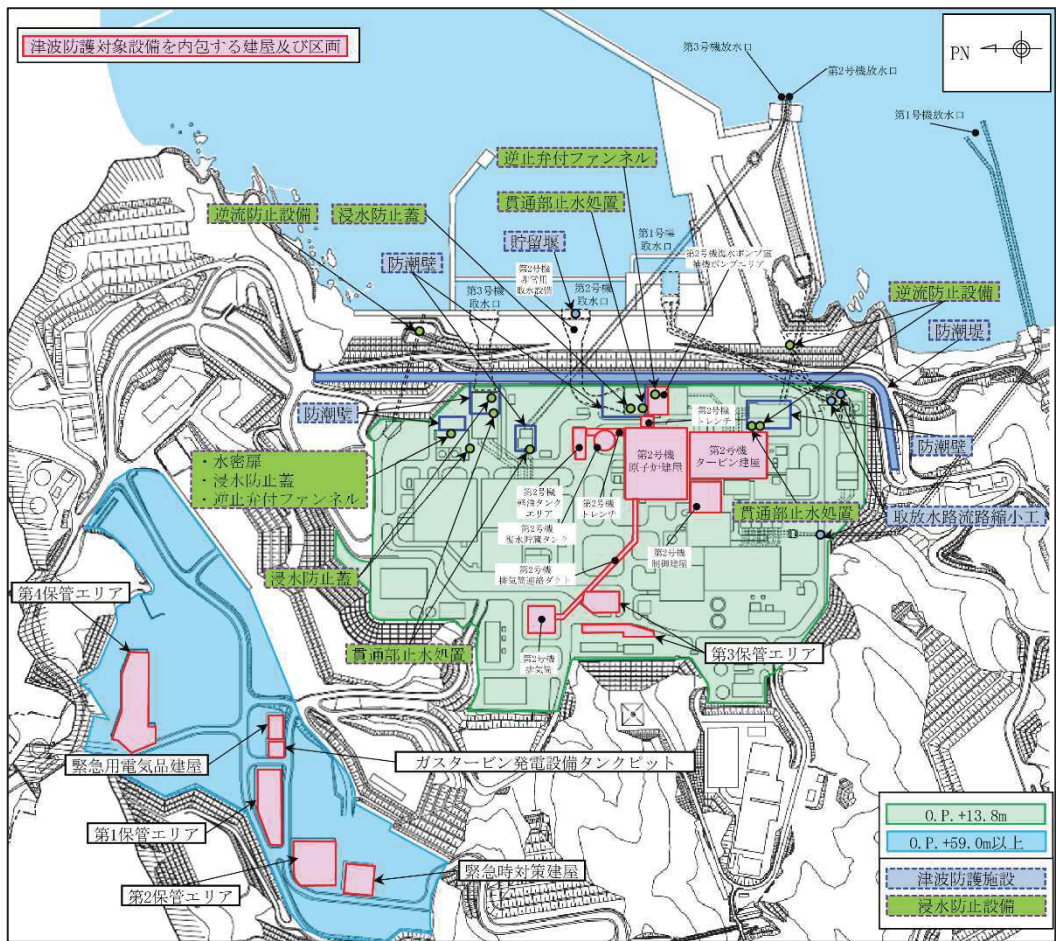 津波防護対象設備を内包する建屋及び区画
PN
第3号機放水口
第2号機放水口
第1号機放水口
逆止弁付ファンネル
逆流防止設備
浸水防止蓋
貫通部止水処置
防潮壁
貯留堰
第1号機
取水口
第2号機海水ポンプ室
補機ポンプエリア
第3号機
取水口
第2号機
非常用
取水設備
第2号機
取水口
逆流防止設備
防潮堤
防潮壁
第2号機
トレンチ
防潮壁
・水密扉
・浸水防止蓋
・逆止弁付ファンネル
第2号機
原子炉建屋
第2号機
タービン建屋
第2号機
軽油タンク
エリア
第2号機
トレンチ
貫通部止水処置
第2号機
復水貯蔵タンク
取放水路流路縮小工
第2号機
排気筒連絡ダクト
第2号機
制御建屋
浸水防止蓋
第4保管エリア
貫通部止水処置
第2号機
排気筒
第3保管エリア
緊急用電気品建屋
ガスタービン発電設備タンクピット
第1保管エリア
第2保管エリア
緊急時対策建屋
O.P.+13.8m
O.P.+59.0m以上
津波防護施設
浸水防止設備